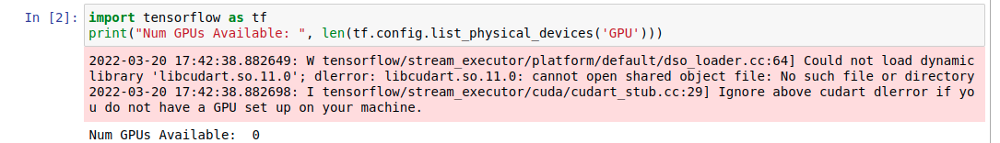 In [2]: import tensorflow as tf
print("Num GPUs Available: ", len(tf.config.list_physical_devices('GPU')))
2022-03-20 17:42:38.882649: W tensorflow/stream_executor/platform/default/dso_loader.cc:64] Could not load dynamic
library 'libcudart.so.11.0'; dlerror: libcudart.so.11.0: cannot open shared object file: No such file or directory
2022-03-20 17:42:38.882698: I tensorflow/stream_executor/cuda/cudart_stub.cc:29] Ignore above cudart dlerror if yo
u do not have a GPU set up on your machine.
Num GPUs Available:  0